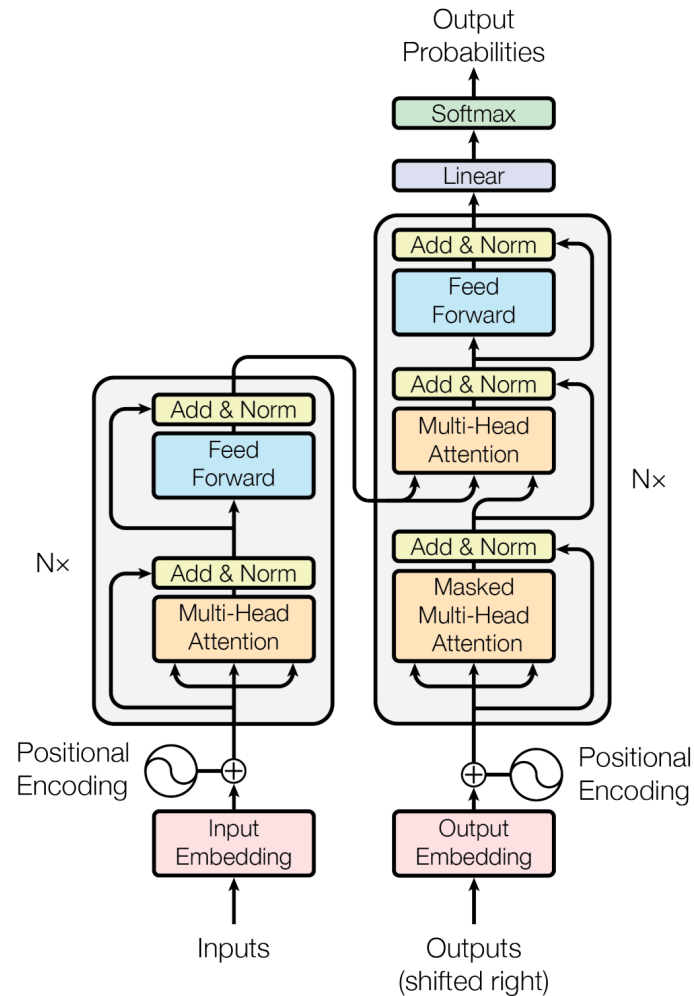 Output
Probabilities
Softmax
Linear
Add & Norm
Feed
Forward
Add & Norm
Multi-Head
Attention
Add & Norm
Masked
Multi-Head
Attention
N×
Add & Norm
Feed
Forward
Add & Norm
Multi-Head
Attention
N×
Positional
Encoding
Positional
Encoding
Input
Embedding
Output
Embedding
Inputs
Outputs
(shifted right)